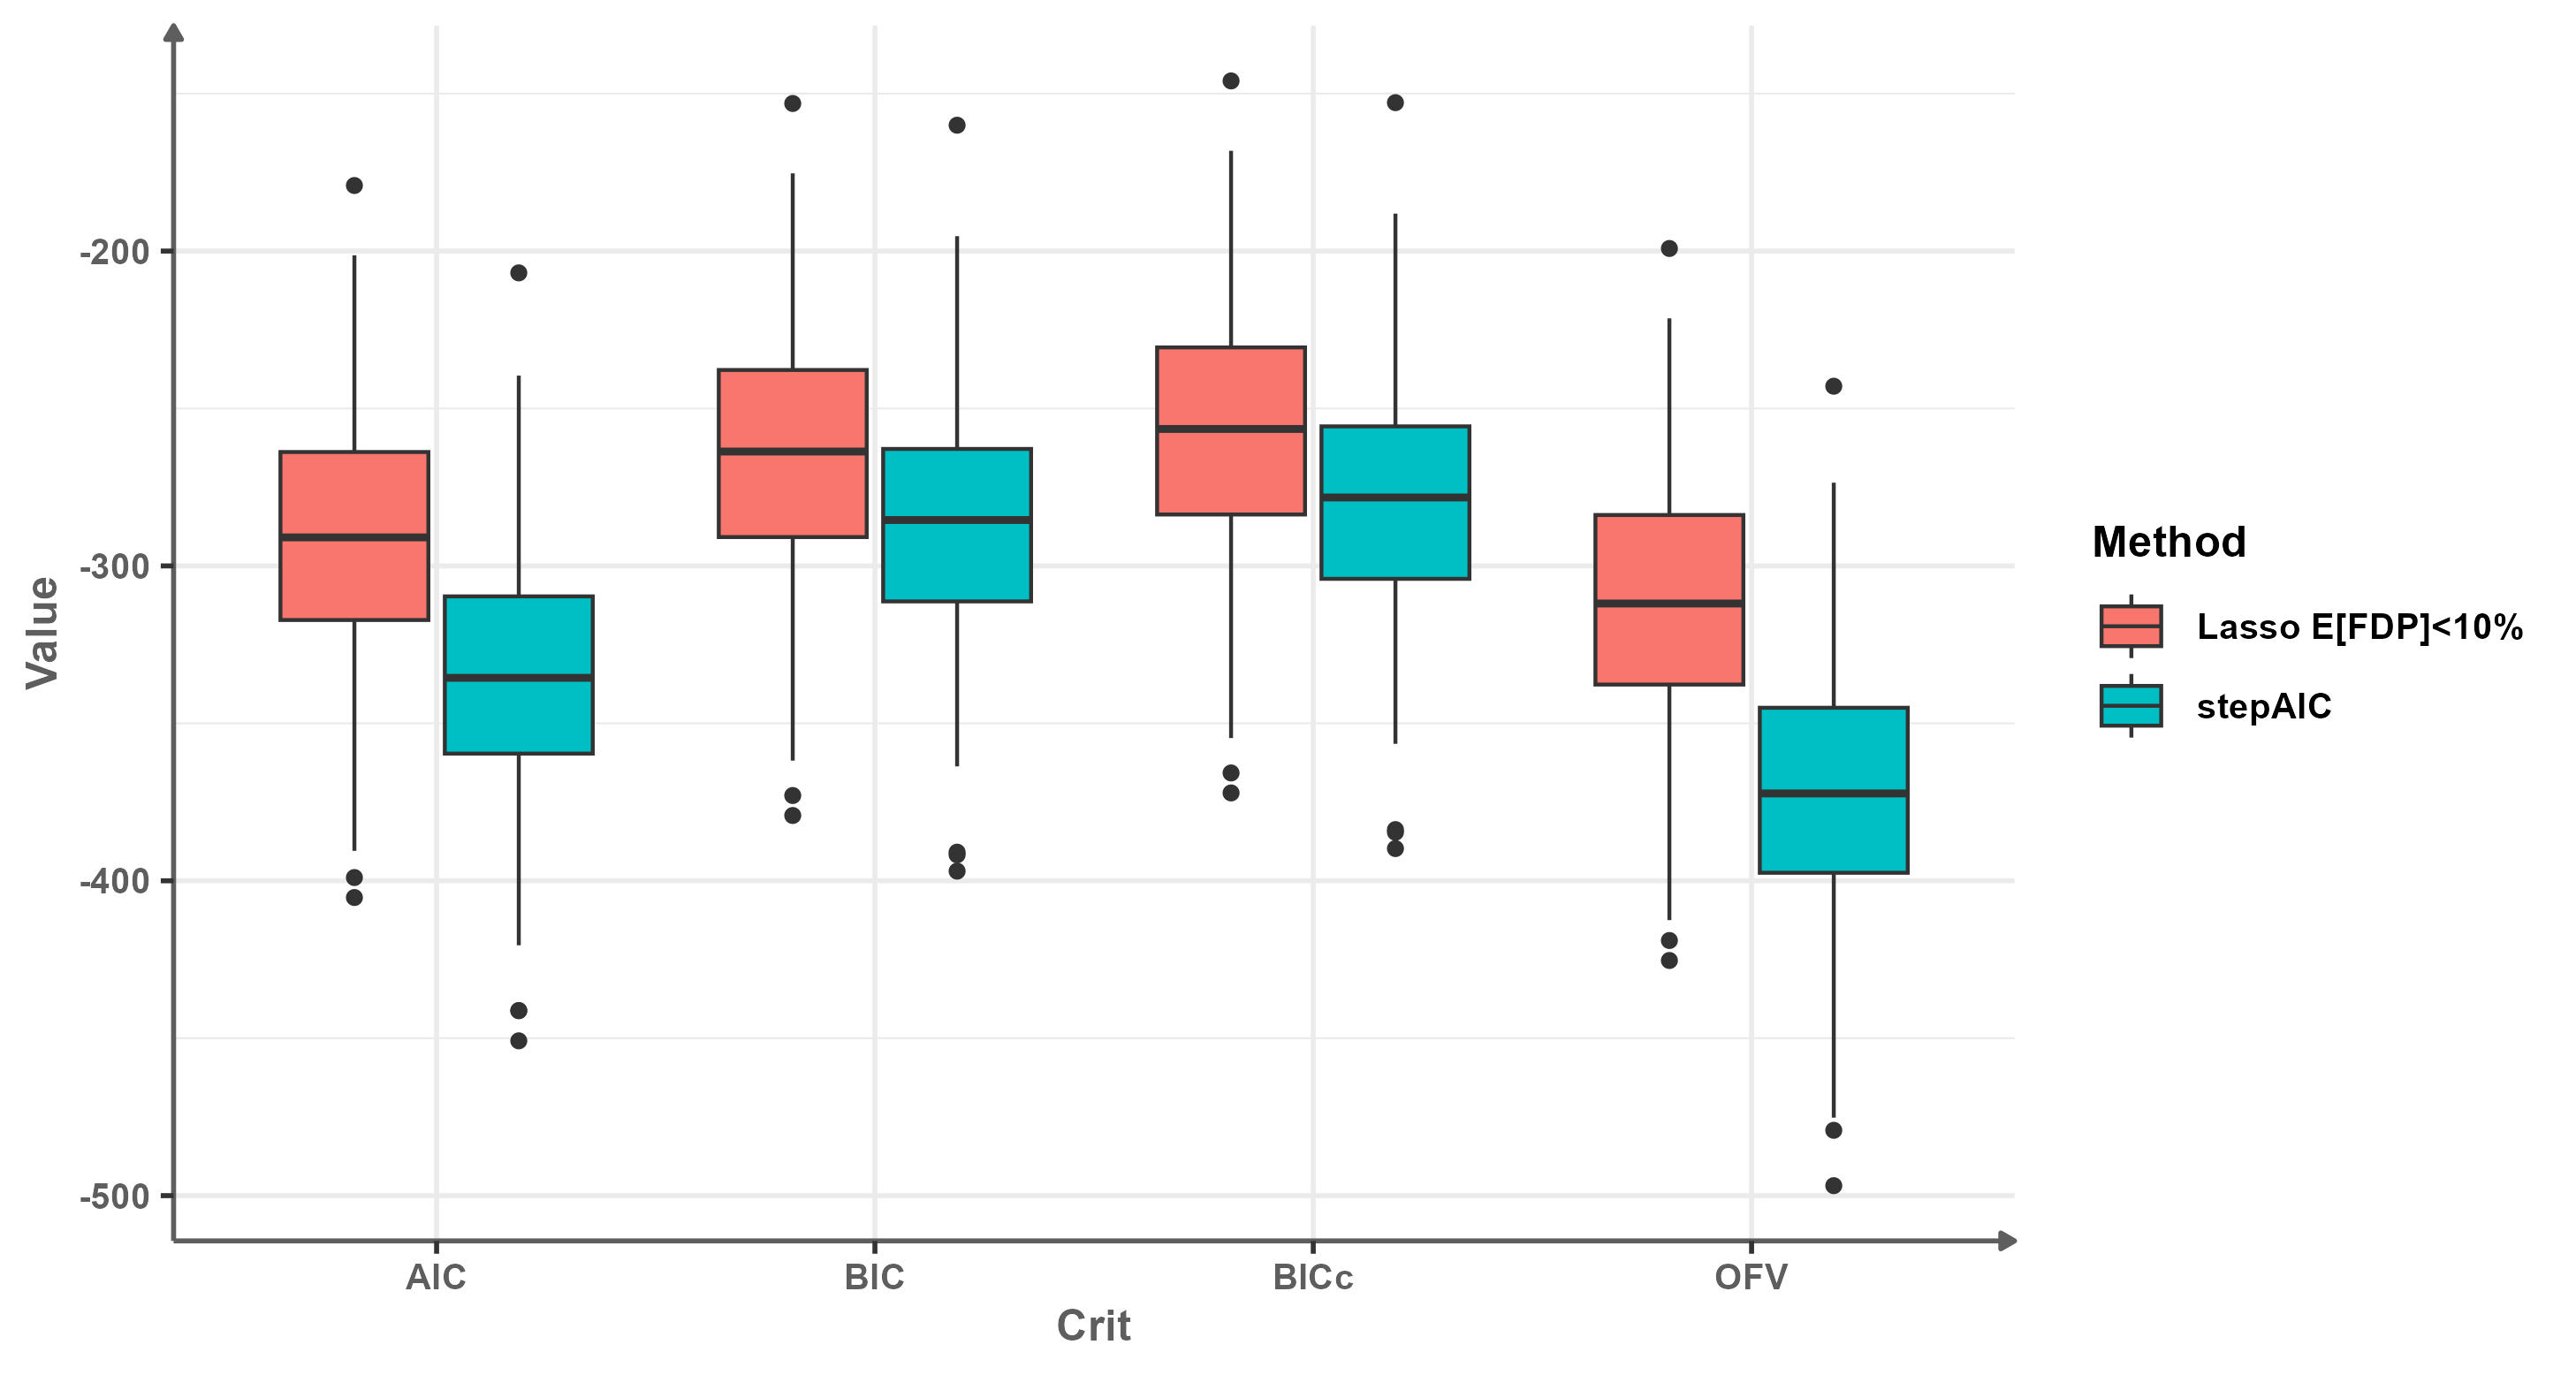 Value
-200
-300
-400
-500
AIC
BIC
BICc
OFV
Crit
Method
Lasso E[FDP]<10%
stepAIC